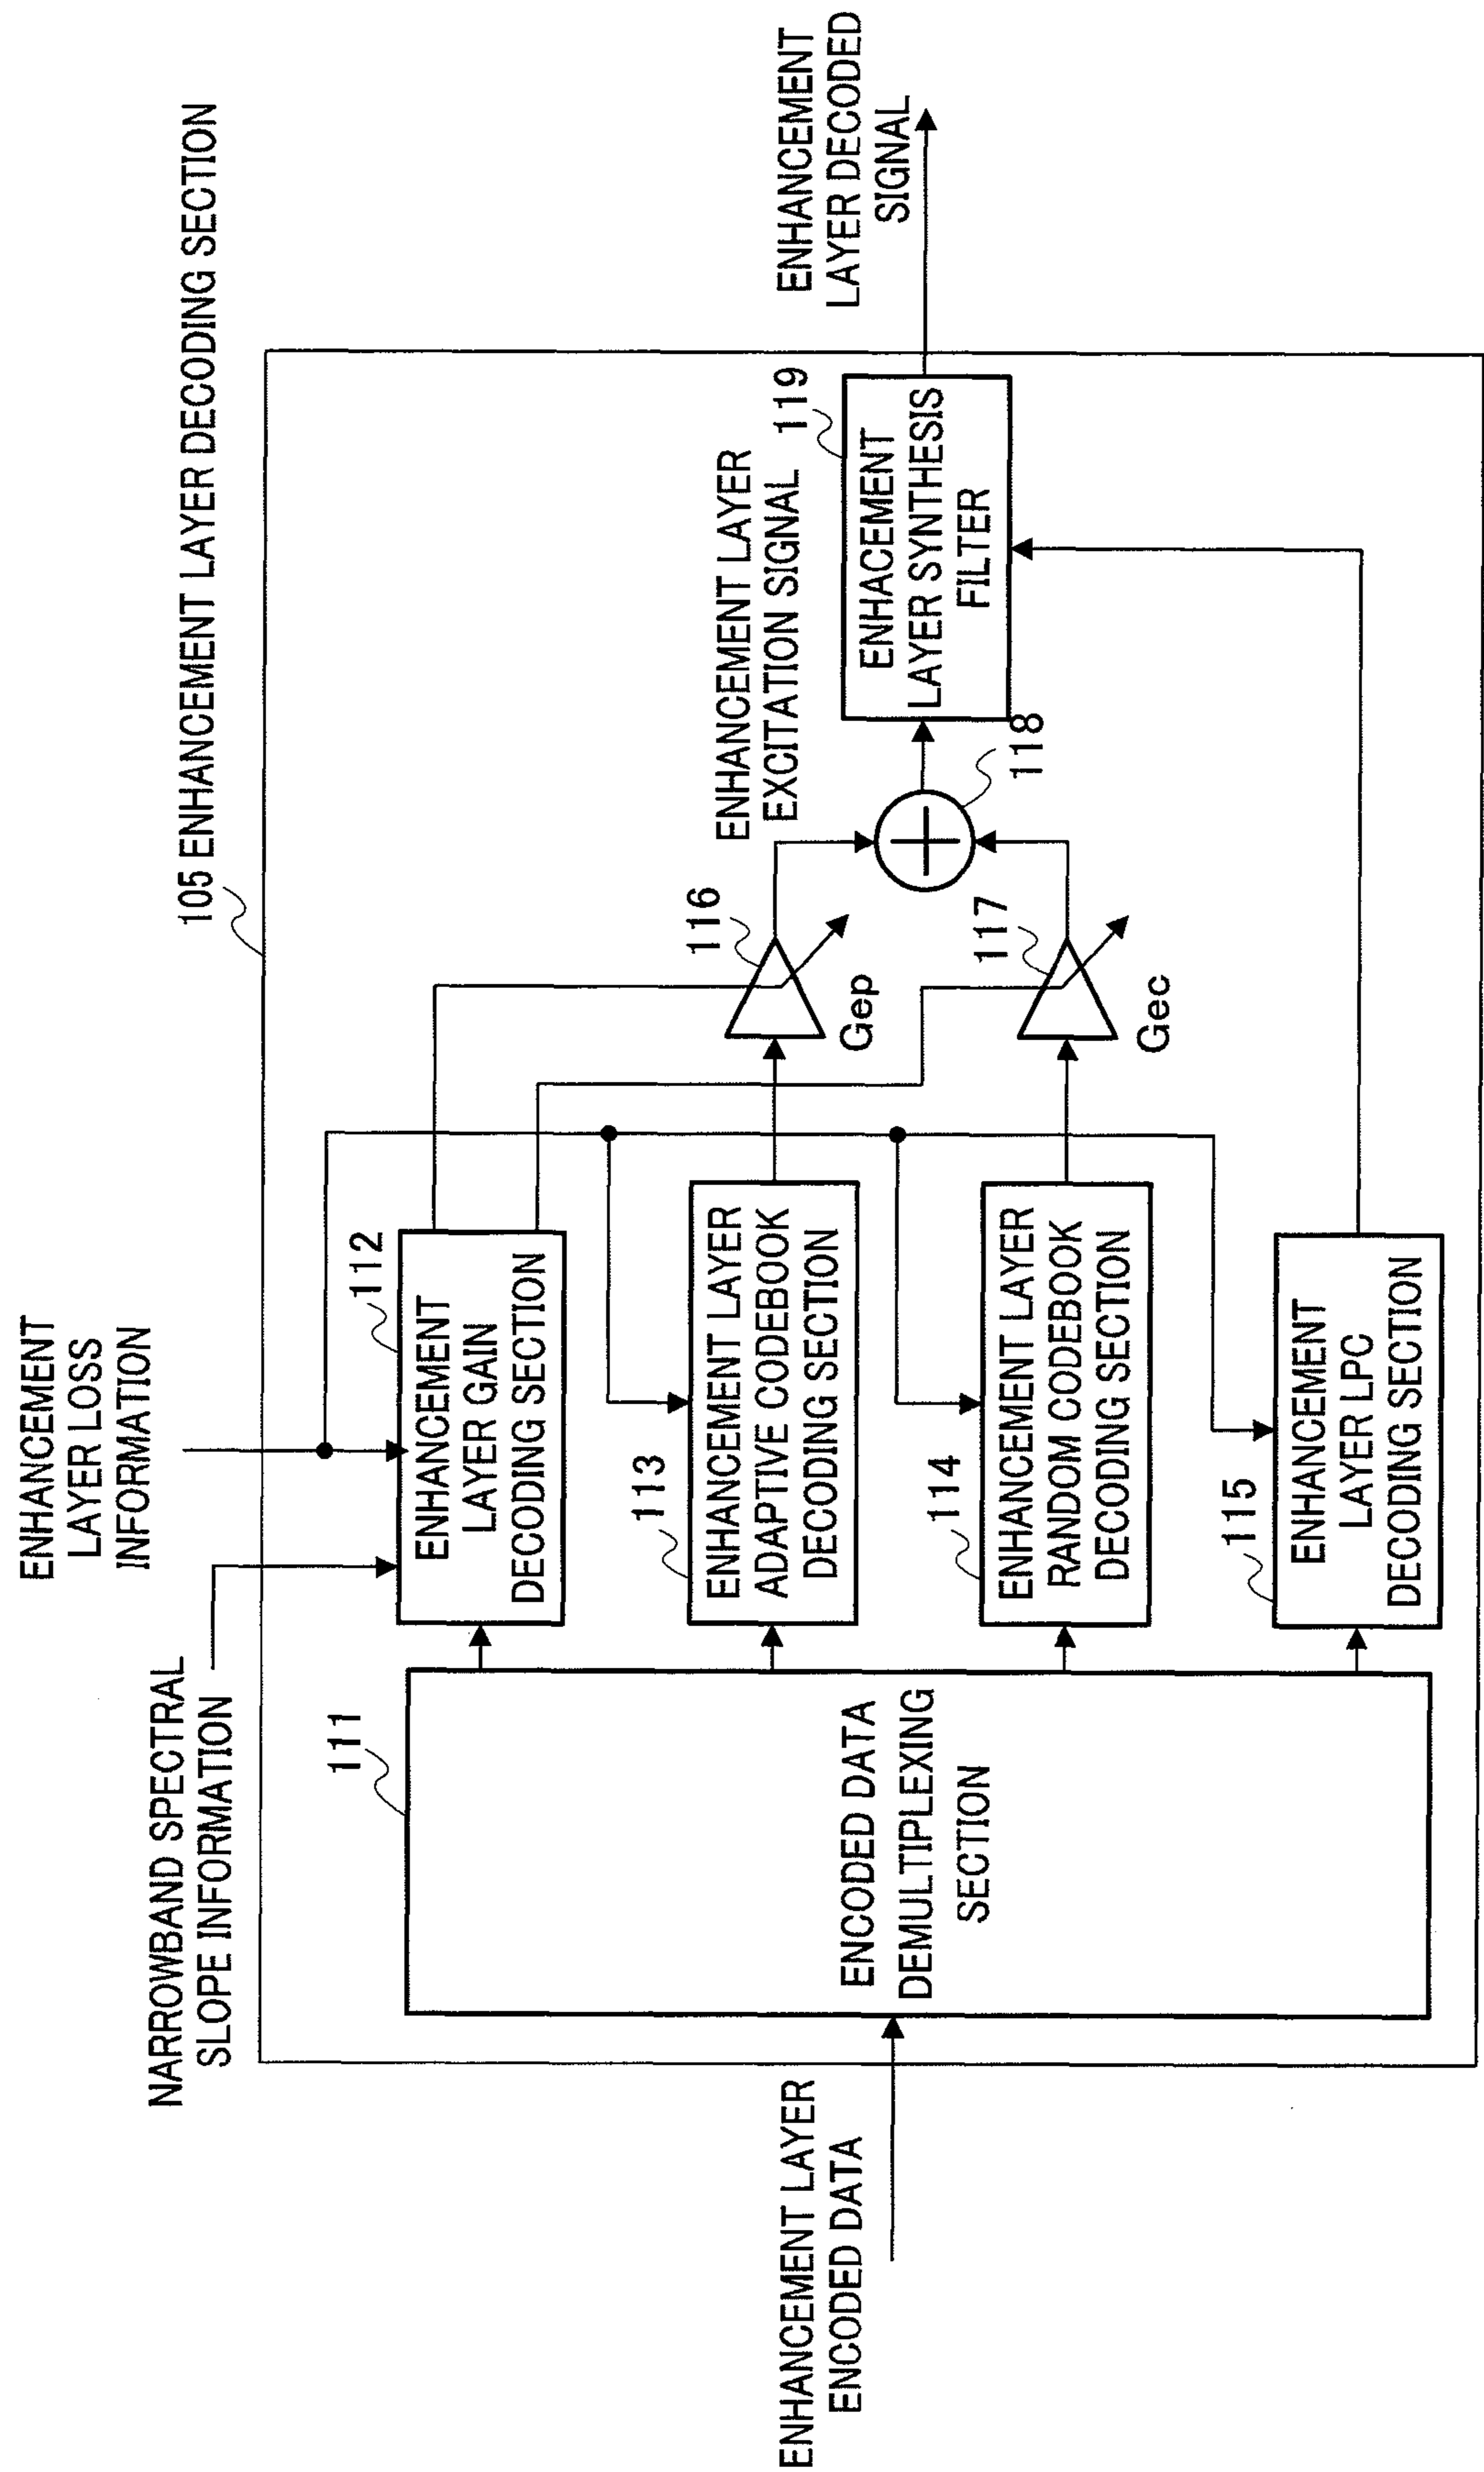 105 ENHANCEMENT LAYER DECODING SECTION
ENHANCEMENT
LAYER LOSS
INFORMATION
NARROWBAND SPECTRAL
SLOPE INFORMATION
ENHANCEMENT LAYER
ENCODED DATA
111
ENCODED DATA
DEMULTIPLEXING
SECTION
112
ENHANCEMENT
LAYER GAIN
DECODING SECTION
113
ENHANCEMENT LAYER
ADAPTIVE CODEBOOK
DECODING SECTION
114
ENHANCEMENT LAYER
RANDOM CODEBOOK
DECODING SECTION
115
ENHANCEMENT
LAYER LPC
DECODING SECTION
116
Gep
117
Gec
118
ENHANCEMENT LAYER
EXCITATION SIGNAL
119
ENHACEMENT
LAYER SYNTHESIS
FILTER
ENHANCEMENT
LAYER DECODED
SIGNAL